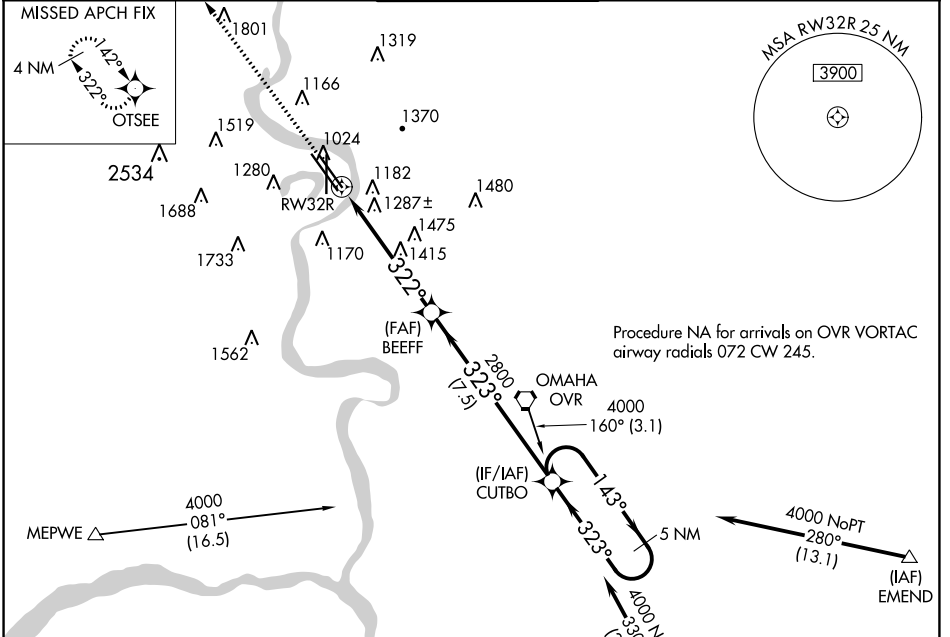 MISSED APCH FIX
4 NM
142°
322°
OTSEE
1801
1319
1166
1370
1519
1024
2534
1280
1182
1688
RW32R
1287±
1480
1475
1733
1170
1415
322°
(FAF)
BEEFF
1562
MSA RW32R 25 NM
3900
Procedure NA for arrivals on OVR VORTAC
airway radials 072 CW 245.
2800
323°
(7.5)
OMAHA
OVR
4000
160° (3.1)
(IF/IAF)
CUTBO
143°
323°
5 NM
4000
081°
(16.5)
MEPWE
4000 NoPT
280°
(13.1)
(IAF)
EMEND
4000 N
330